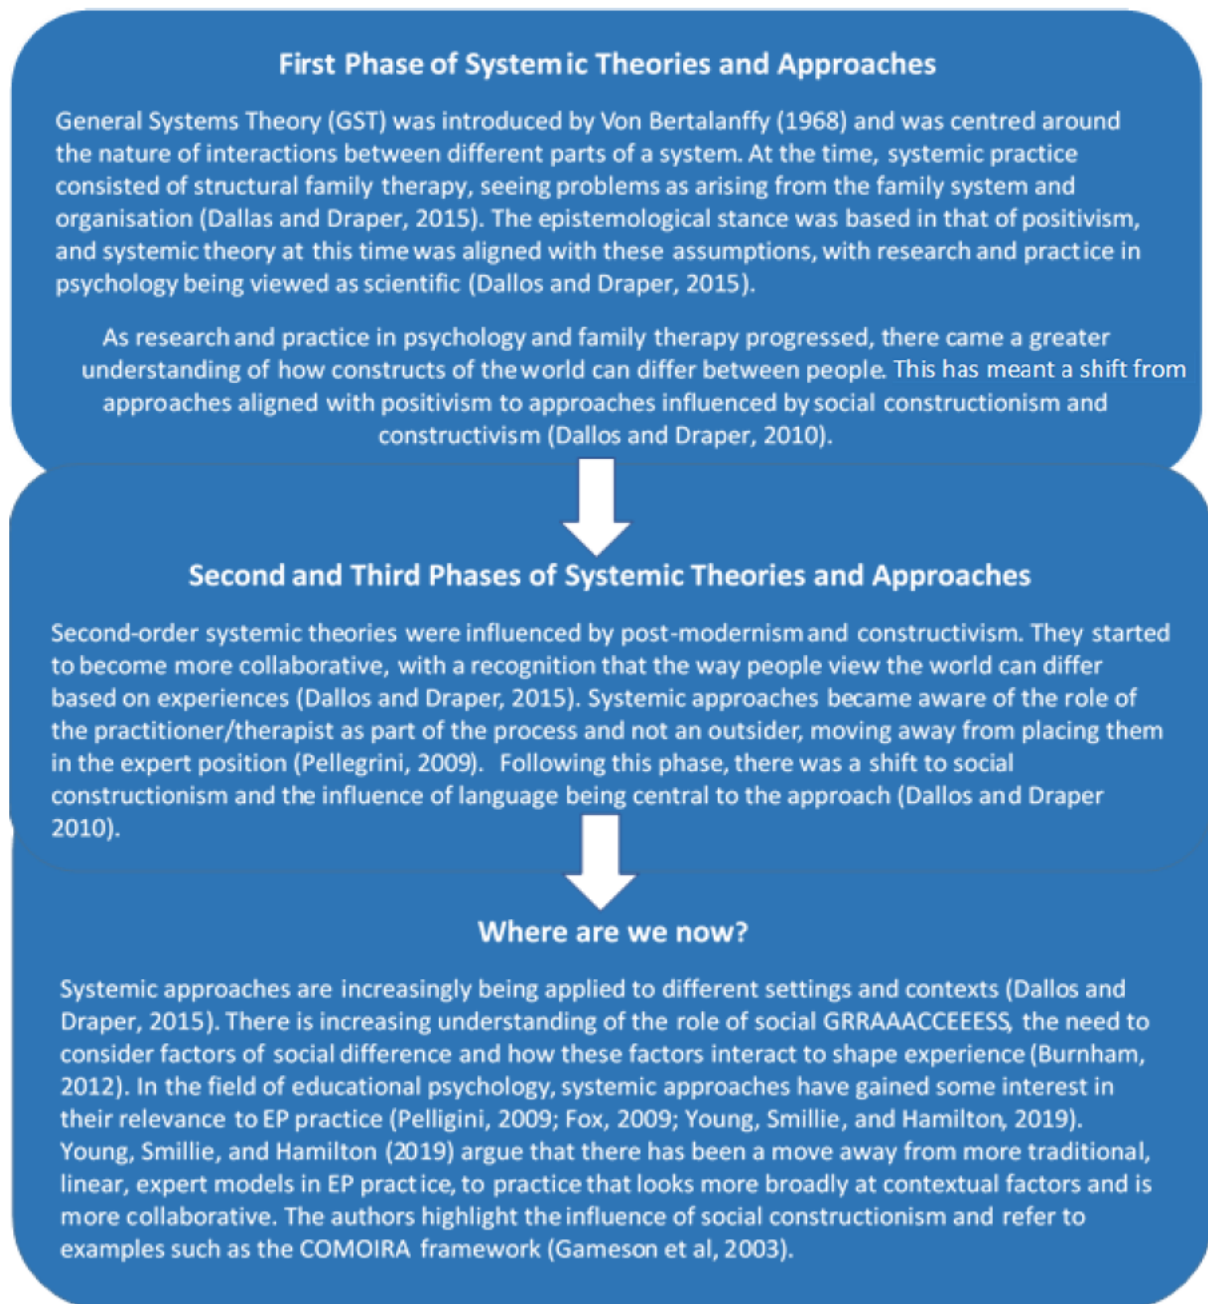 First Phase of Systemic Theories and Approaches
General Systems Theory (GST) was introduced by Von Bertalanffy (1968) and was centred around
the nature of interactions between different parts of a system. At the time, systemic practice
consisted of structural family therapy, seeing problems as arising from the family system and
organisation (Dallas and Draper, 2015). The epistemological stance was based in that of positivism,
and systemic theory at this time was aligned with these assumptions, with research and practice in
psychology being viewed as scientific (Dallos and Draper, 2015).
As research and practice in psychology and family therapy progressed, there came a greater
understanding of how constructs of the world can differ between people. This has meant a shift from
approaches aligned with positivism to approaches influenced by social constructionism and
constructivism (Dallos and Draper, 2010).
Second and Third Phases of Systemic Theories and Approaches
Second-order systemic theories were influenced by post-modernism and constructivism. They started
to become more collaborative, with a recognition that the way people view the world can differ
based on experiences (Dallos and Draper, 2015). Systemic approaches became aware of the role of
the practitioner/therapist as part of the process and not an outsider, moving away from placing them
in the expert position (Pellegrini, 2009). Following this phase, there was a shift to social
constructionism and the influence of language being central to the approach (Dallos and Draper
2010).
Where are we now?
Systemic approaches are increasingly being applied to different settings and contexts (Dallos and
Draper, 2015). There is increasing understanding of the role of social GRRAAACCEEESS, the need to
consider factors of social difference and how these factors interact to shape experience (Burnham,
2012). In the field of educational psychology, systemic approaches have gained some interest in
their relevance to EP practice (Pelligini, 2009; Fox, 2009; Young, Smillie, and Hamilton, 2019).
Young, Smillie, and Hamilton (2019) argue that there has been a move away from more traditional,
linear, expert models in EP practice, to practice that looks more broadly at contextual factors and is
more collaborative. The authors highlight the influence of social constructionism and refer to
examples such as the COMOIRA framework (Gameson et al, 2003).